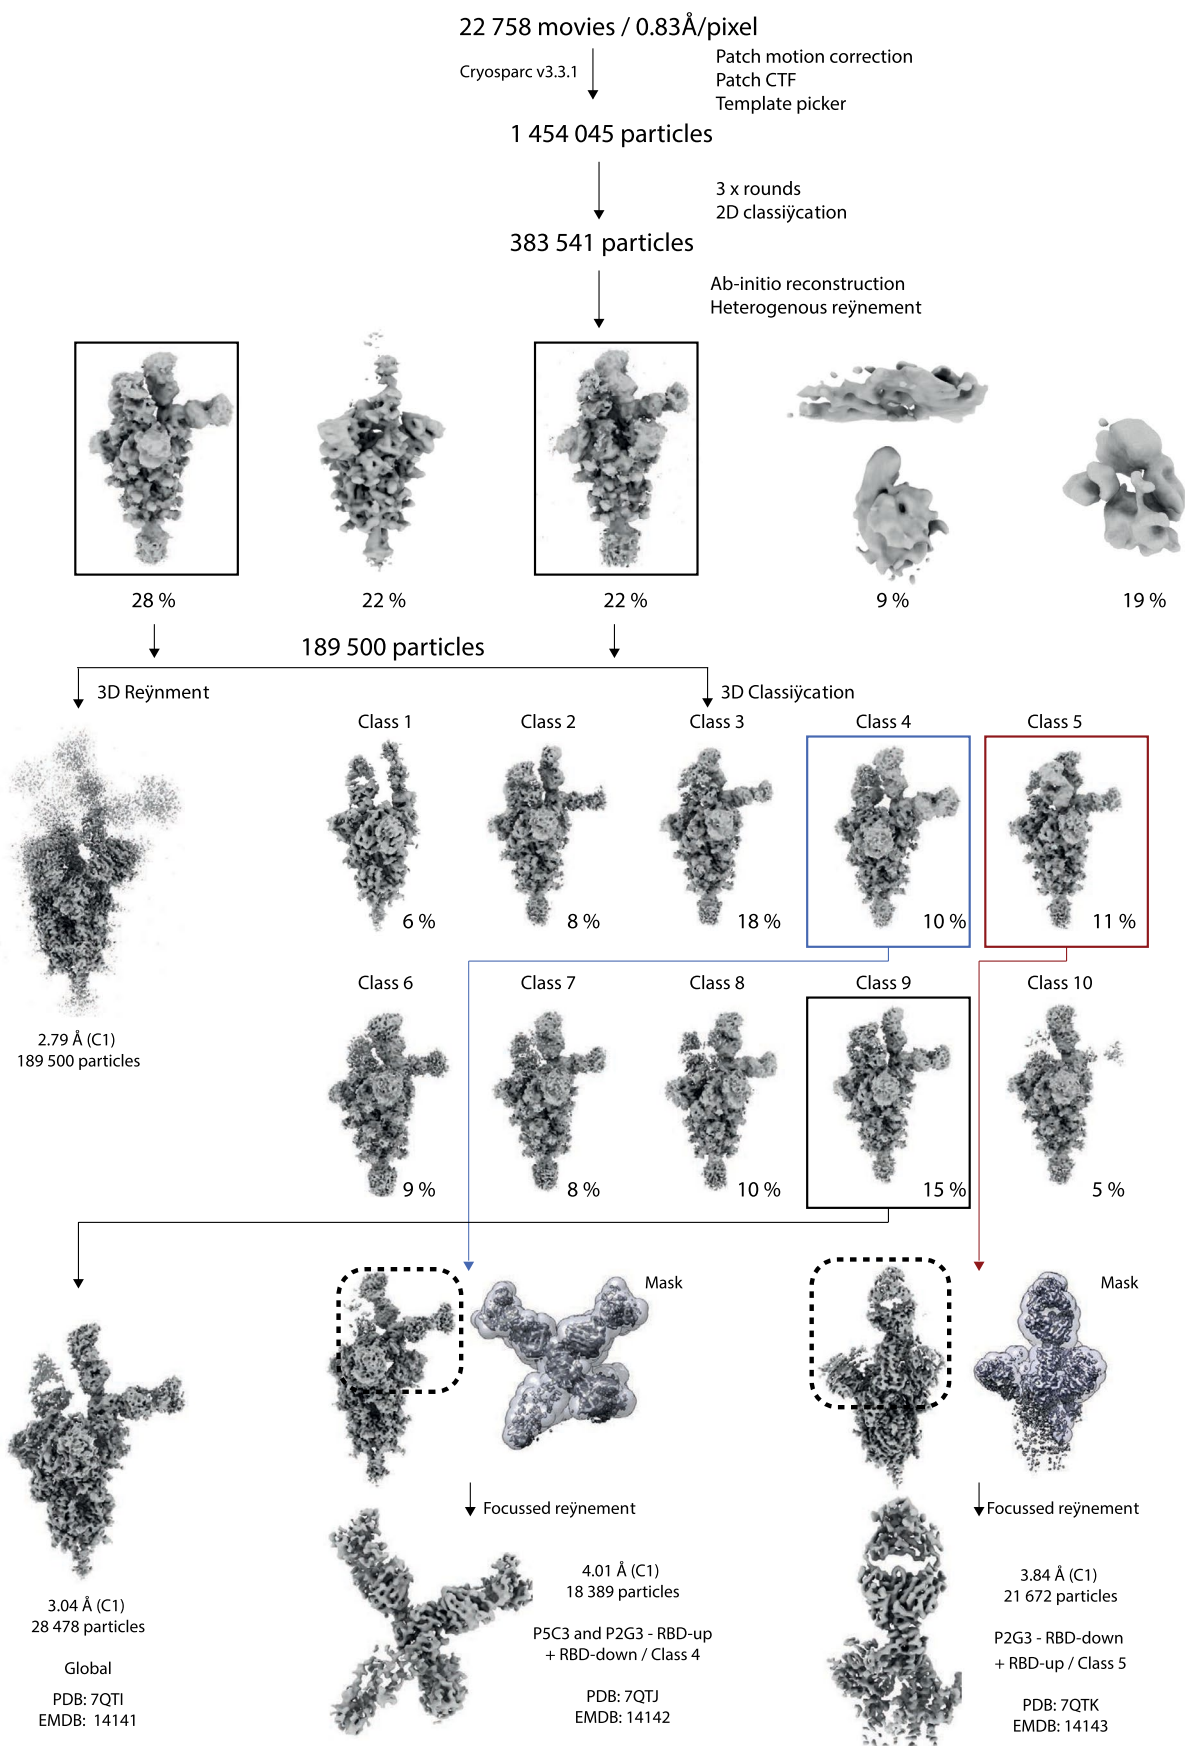 22 758 movies / 0.83Å/pixel
Cryosparc v3.3.1
Patch motion correction
Patch CTF
Template picker
1 454 045 particles
3 x rounds
2D classiÿcation
383 541 particles
Ab-initio reconstruction
Heterogenous reÿnement
28 %
22 %
22 %
9 %
19 %
189 500 particles
3D Reÿnment
3D Classiÿcation
Class 1
Class 2
Class 3
Class 4
Class 5
6 %
8 %
18 %
10 %
11 %
2.79 Å (C1)
189 500 particles
Class 6
Class 7
Class 8
Class 9
Class 10
9 %
8 %
10 %
15 %
5 %
Mask
Mask
Focussed reÿnement
Focussed reÿnement
3.04 Å (C1)
28 478 particles
Global
PDB: 7QTI
EMDB: 14141
4.01 Å (C1)
18 389 particles
P5C3 and P2G3 - RBD-up
+ RBD-down / Class 4
PDB: 7QTJ
EMDB: 14142
3.84 Å (C1)
21 672 particles
P2G3 - RBD-down
+ RBD-up / Class 5
PDB: 7QTK
EMDB: 14143